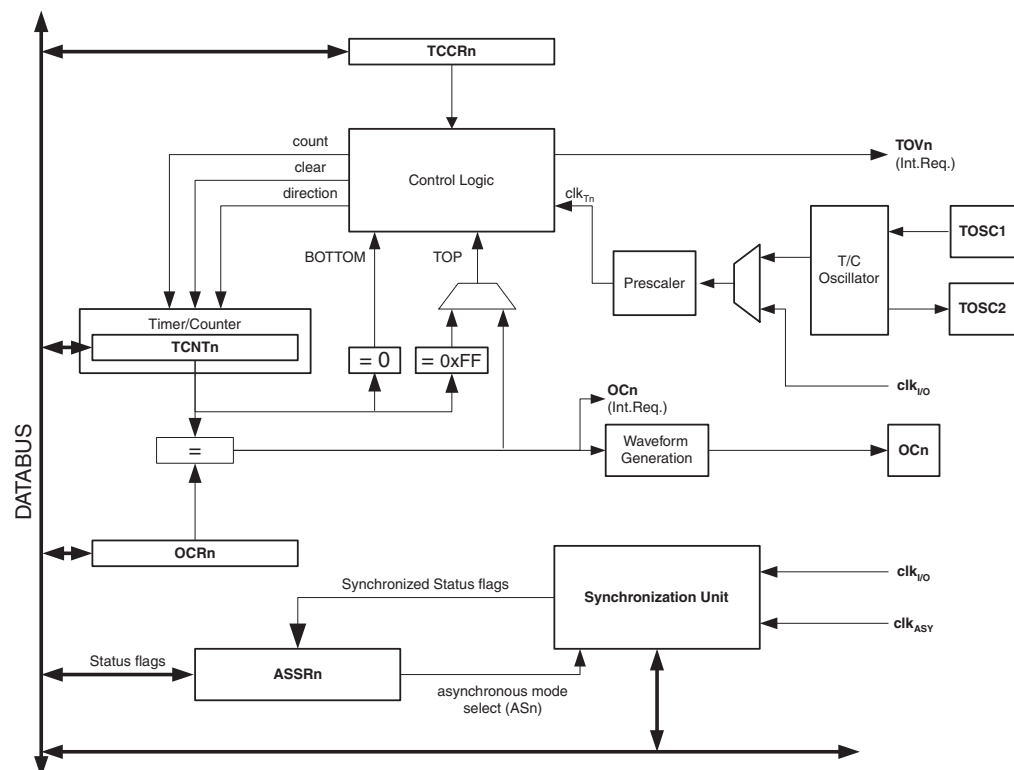 TCCRn
count
clear
direction
Control Logic
TOVn
(Int.Req.)
clkTn
BOTTOM
TOP
TOSC1
T/C
Oscillator
Prescaler
TOSC2
Timer/Counter
TCNTn
= 0
= 0xFF
clkI/O
OCn
(Int.Req.)
=
Waveform
Generation
OCn
DATABUS
OCRn
Synchronized Status flags
Synchronization Unit
clkI/O
clkASY
Status flags
ASSRn
asynchronous mode
select (ASn)